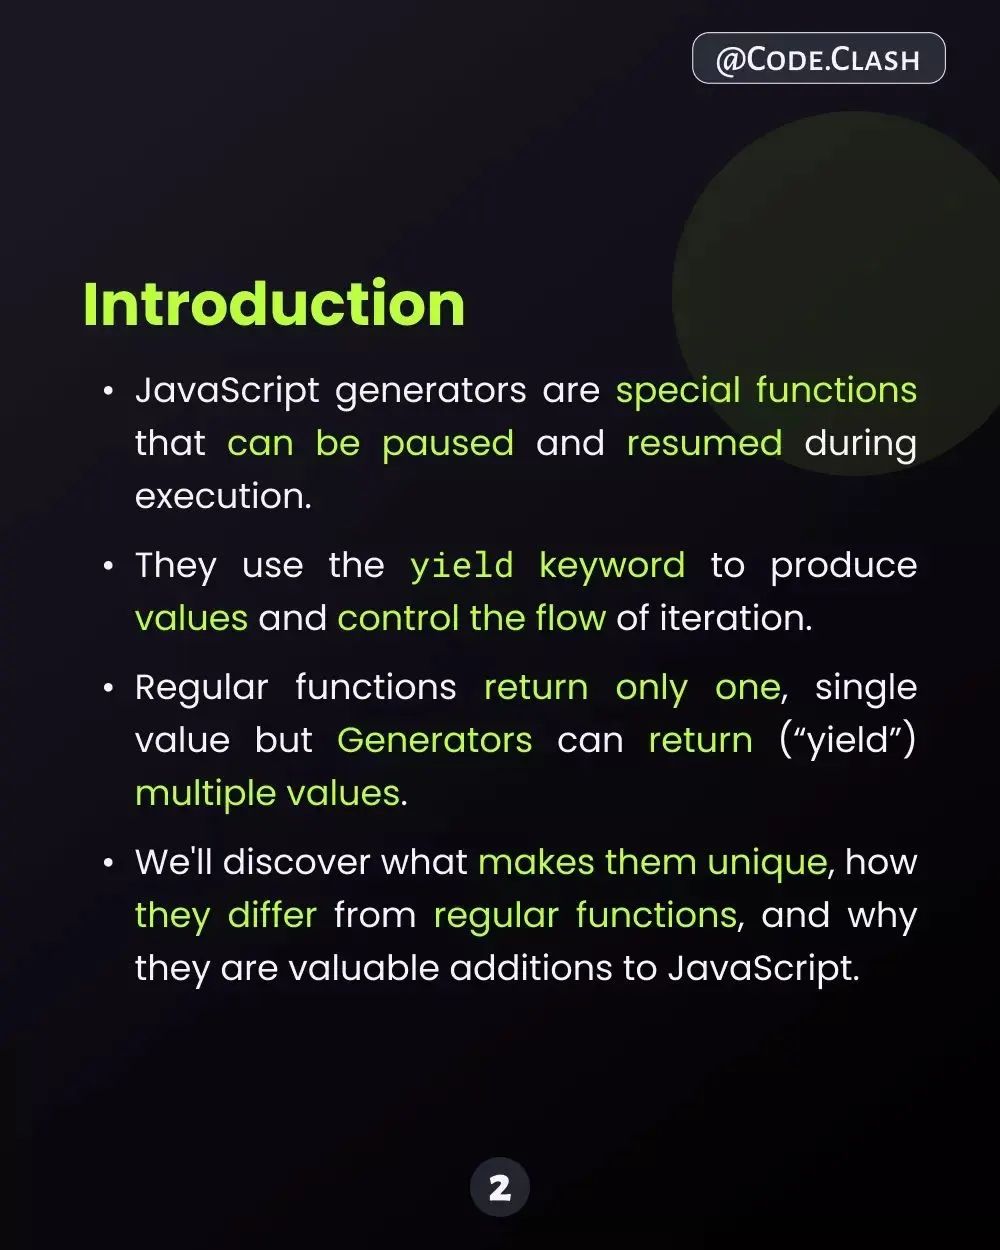 @Code.Clash
Introduction
• JavaScript generators are special functions
that can be paused and resumed during
execution.
• They use the yield keyword to produce
values and control the flow of iteration.
• Regular functions return only one, single
value but Generators can return (“yield”)
multiple values.
• We'll discover what makes them unique, how
they differ from regular functions, and why
they are valuable additions to JavaScript.
2